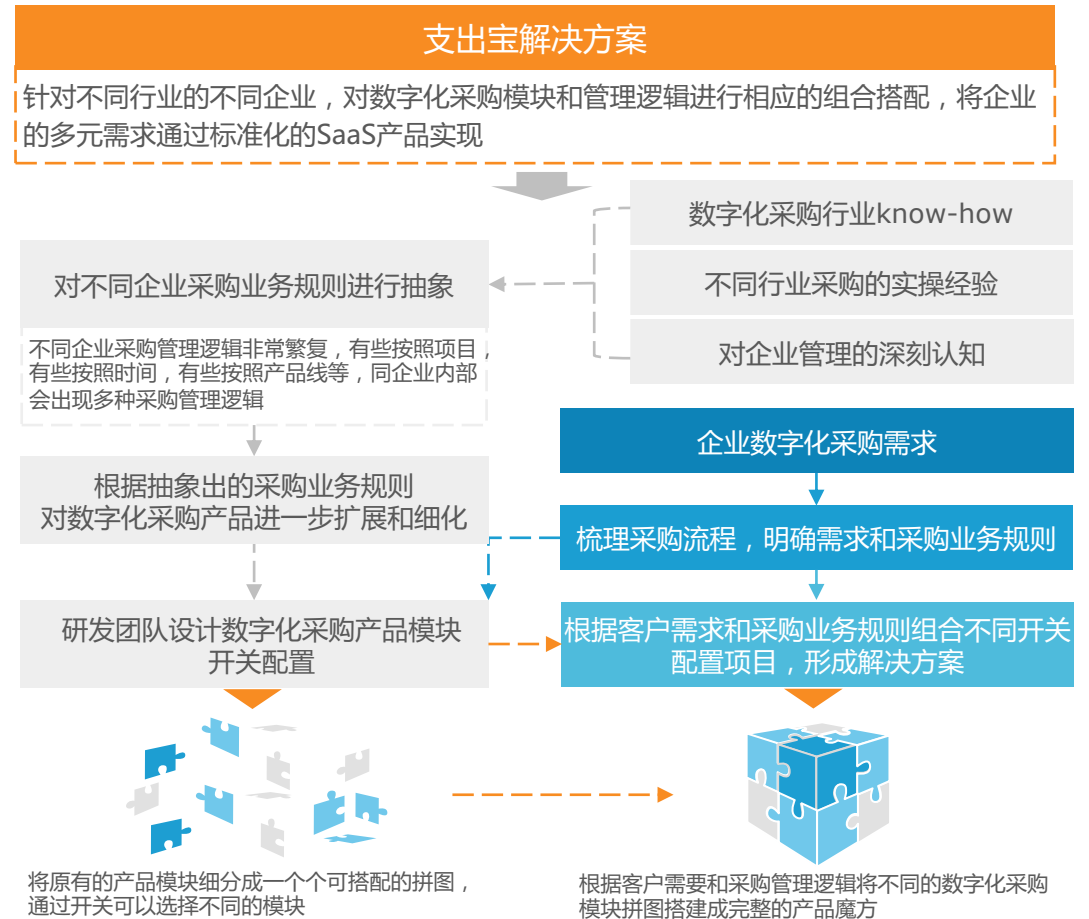 支出宝解决方案
针对不同行业的不同企业，对数字化采购模块和管理逻辑进行相应的组合搭配，将企业
的多元需求通过标准化的SaaS产品实现
数字化采购行业know-how
不同行业采购的实操经验
对企业管理的深刻认知
对不同企业采购业务规则进行抽象
不同企业采购管理逻辑非常繁复，有些按照项目，
有些按照时间，有些按照产品线等，同企业内部
会出现多种采购管理逻辑
根据抽象出的采购业务规则
对数字化采购产品进一步扩展和细化
研发团队设计数字化采购产品模块
开关配置
企业数字化采购需求
梳理采购流程，明确需求和采购业务规则
根据客户需求和采购业务规则组合不同开关
配置项目，形成解决方案
将原有的产品模块细分成一个个可搭配的拼图，
通过开关可以选择不同的模块
根据客户需要和采购管理逻辑将不同的数字化采购
模块拼图搭建成完整的产品魔方